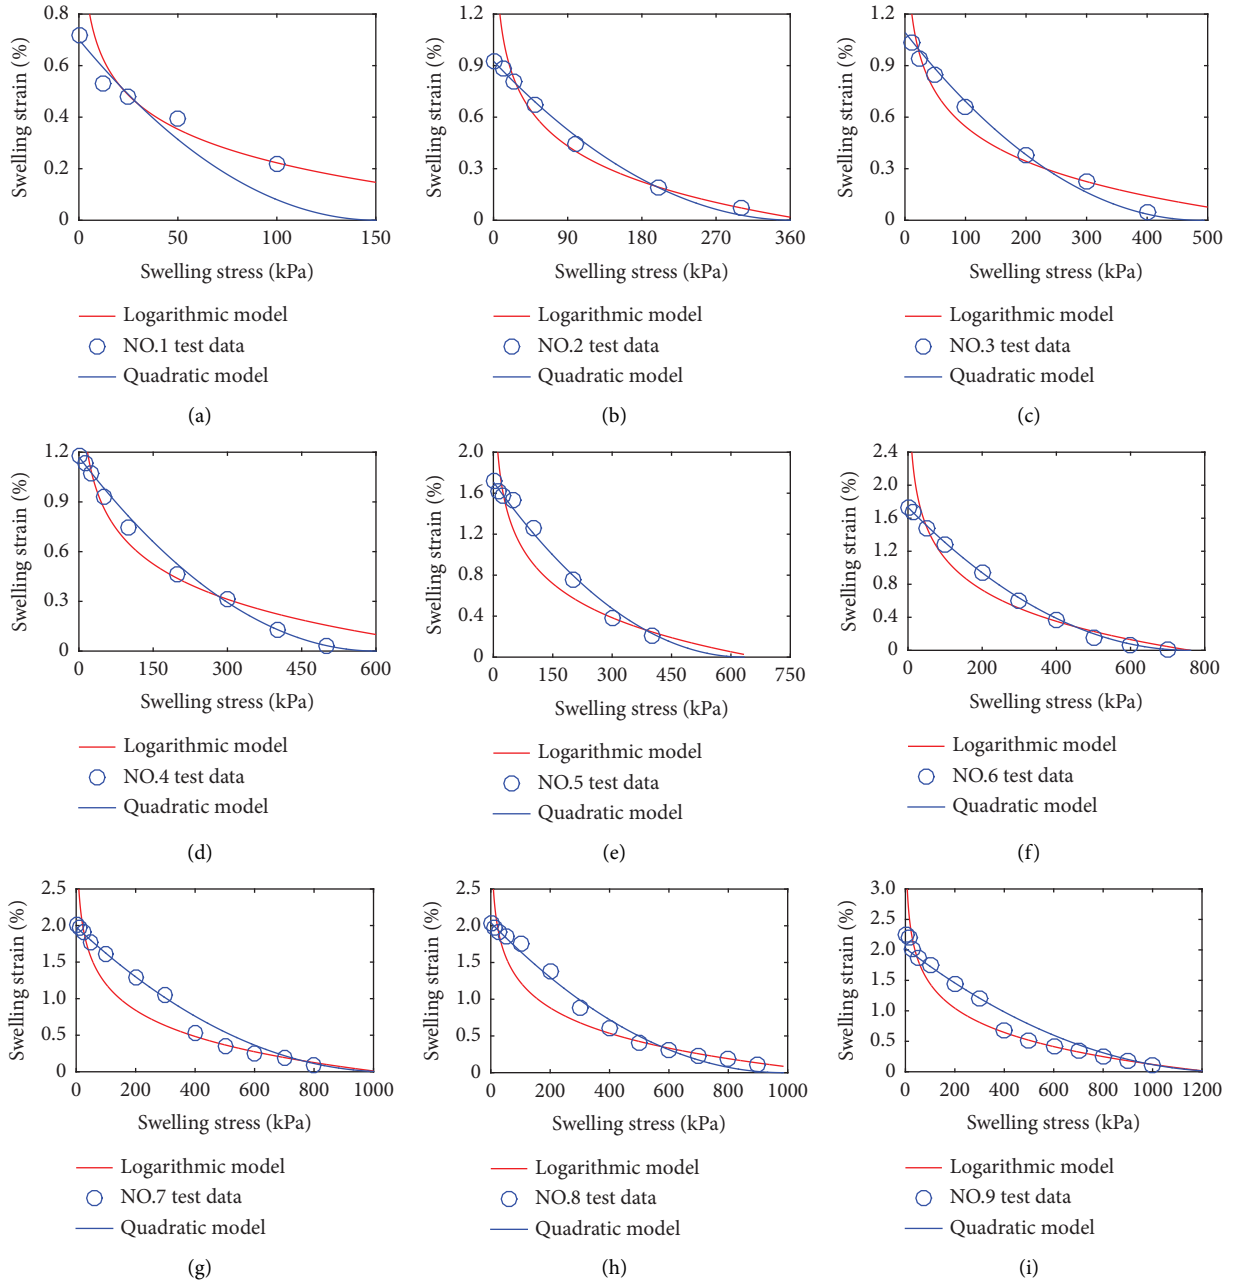 0.8
0.6
0.4
0.2
0
0 50 100 150
Swelling strain (%)
Swelling stress (kPa)
Logarithmic model
NO.1 test data
Quadratic model
(a)
1.2
0.9
0.6
0.3
0
0 90 180 270 360
Swelling strain (%)
Swelling stress (kPa)
Logarithmic model
NO.2 test data
Quadratic model
(b)
1.2
0.9
0.6
0.3
0
0 100 200 300 400 500
Swelling strain (%)
Swelling stress (kPa)
Logarithmic model
NO.3 test data
Quadratic model
(c)
1.2
0.9
0.6
0.3
0
0 150 300 450 600
Swelling strain (%)
Swelling stress (kPa)
Logarithmic model
NO.4 test data
Quadratic model
(d)
2.0
1.6
1.2
0.8
0.4
0
0 150 300 450 600 750
Swelling strain (%)
Swelling stress (kPa)
Logarithmic model
NO.5 test data
Quadratic model
(e)
2.4
2.0
1.6
1.2
0.8
0.4
0
0 200 400 600 800
Swelling strain (%)
Swelling stress (kPa)
Logarithmic model
NO.6 test data
Quadratic model
(f)
2.5
2.0
1.5
1.0
0.5
0
0 200 400 600 800 1000
Swelling strain (%)
Swelling stress (kPa)
Logarithmic model
NO.7 test data
Quadratic model
(g)
2.5
2.0
1.5
1.0
0.5
0
0 200 400 600 800 1000
Swelling strain (%)
Swelling stress (kPa)
Logarithmic model
NO.8 test data
Quadratic model
(h)
3.0
2.5
2.0
1.5
1.0
0.5
0
0 200 400 600 800 1000 1200
Swelling strain (%)
Swelling stress (kPa)
Logarithmic model
NO.9 test data
Quadratic model
(i)